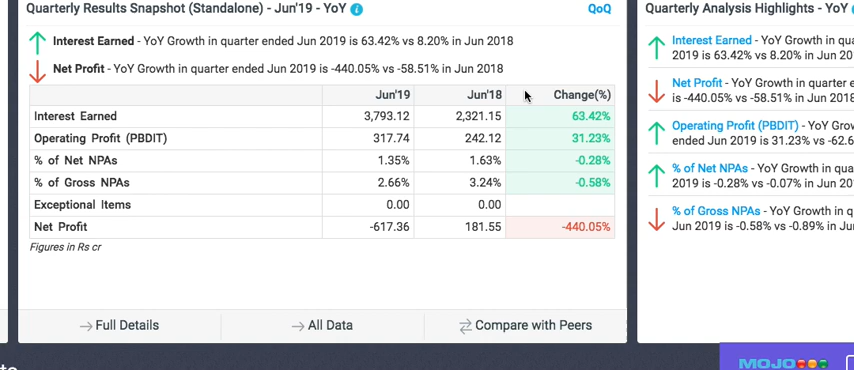 Quarterly Results Snapshot (Standalone) - Jun'19 - YoY
QoQ
Interest Earned - YoY Growth in quarter ended Jun 2019 is 63.42% vs 8.20% in Jun 2018
Net Profit - YoY Growth in quarter ended Jun 2019 is -440.05% vs -58.51% in Jun 2018
Jun'19 Jun'18 Change(%)
Interest Earned 3,793.12 2,321.15 63.42%
Operating Profit (PBDIT) 317.74 242.12 31.23%
% of Net NPAs 1.35% 1.63% -0.28%
% of Gross NPAs 2.66% 3.24% -0.58%
Exceptional Items 0.00 0.00
Net Profit -617.36 181.55 -440.05%
Figures in Rs cr
Full Details
All Data
Compare with Peers
Quarterly Analysis Highlights - YoY
Interest Earned - YoY Growth in qua
2019 is 63.42% vs 8.20% in Jun 20
Net Profit - YoY Growth in quarter e
is -440.05% vs -58.51% in Jun 2018
Operating Profit (PBDIT) - YoY Grow
ended Jun 2019 is 31.23% vs -62.6
% of Net NPAs - YoY Growth in qua
2019 is -0.28% vs -0.07% in Jun 20
% of Gross NPAs - YoY Growth in q
Jun 2019 is -0.58% vs -0.89% in Ju
MOJO